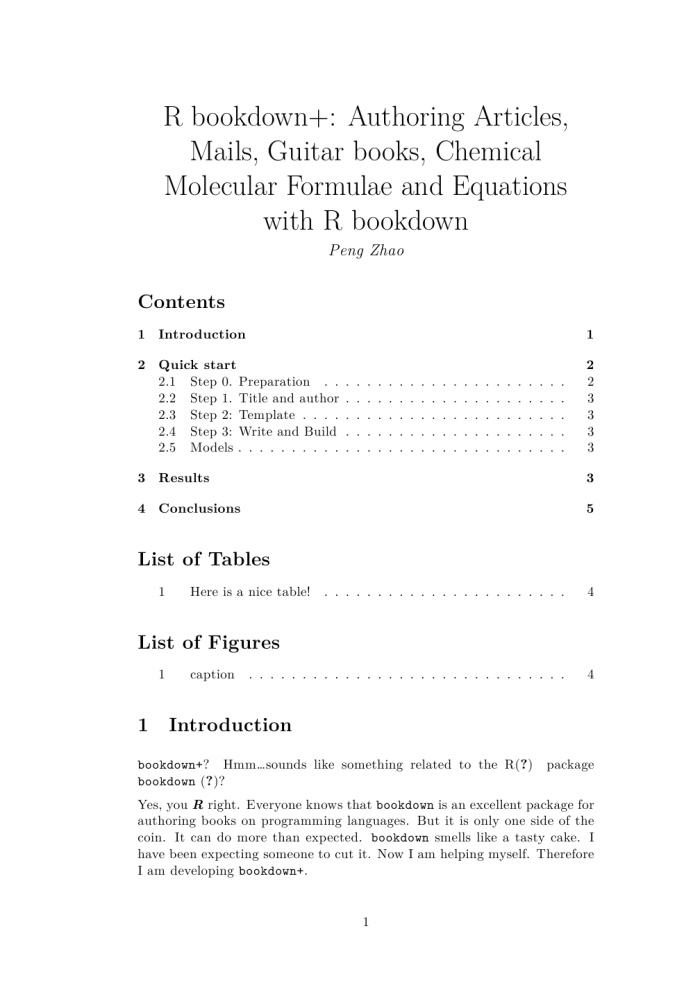 R bookdown+: Authoring Articles,
Mails, Guitar books, Chemical
Molecular Formulae and Equations
with R bookdown
Peng Zhao
Contents
1 Introduction 1
2 Quick start 2
2.1 Step 0. Preparation . . . . . . . . . . . . . . . . . . . . . . . 2
2.2 Step 1. Title and author . . . . . . . . . . . . . . . . . . . . . 3
2.3 Step 2: Template . . . . . . . . . . . . . . . . . . . . . . . . . 3
2.4 Step 3: Write and Build . . . . . . . . . . . . . . . . . . . . . 3
2.5 Models . . . . . . . . . . . . . . . . . . . . . . . . . . . . . . . 3
3 Results 3
4 Conclusions 5
List of Tables
1 Here is a nice table! . . . . . . . . . . . . . . . . . . . . . . . 4
List of Figures
1 caption . . . . . . . . . . . . . . . . . . . . . . . . . . . . . . 4
1 Introduction
bookdown+? Hmm…sounds like something related to the R(?) package
bookdown (?)?
Yes, you R right. Everyone knows that bookdown is an excellent package for
authoring books on programming languages. But it is only one side of the
coin. It can do more than expected. bookdown smells like a tasty cake. I
have been expecting someone to cut it. Now I am helping myself. Therefore
I am developing bookdown+.
1